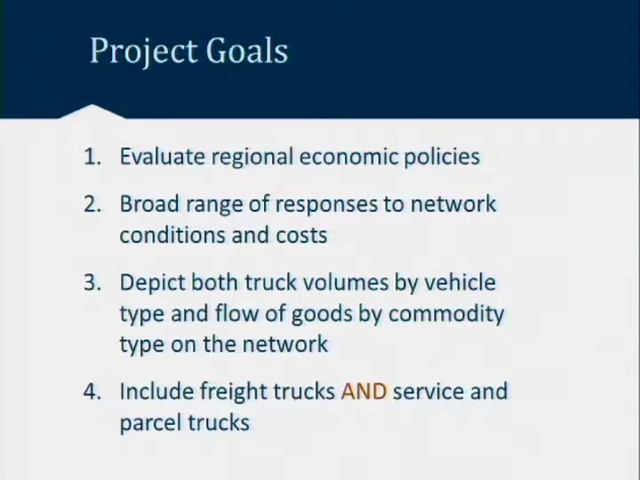 Project Goals
1. Evaluate regional economic policies
2. Broad range of responses to network
conditions and costs
3. Depict both truck volumes by vehicle
type and flow of goods by commodity
type on the network
4. Include freight trucks AND service and
parcel trucks